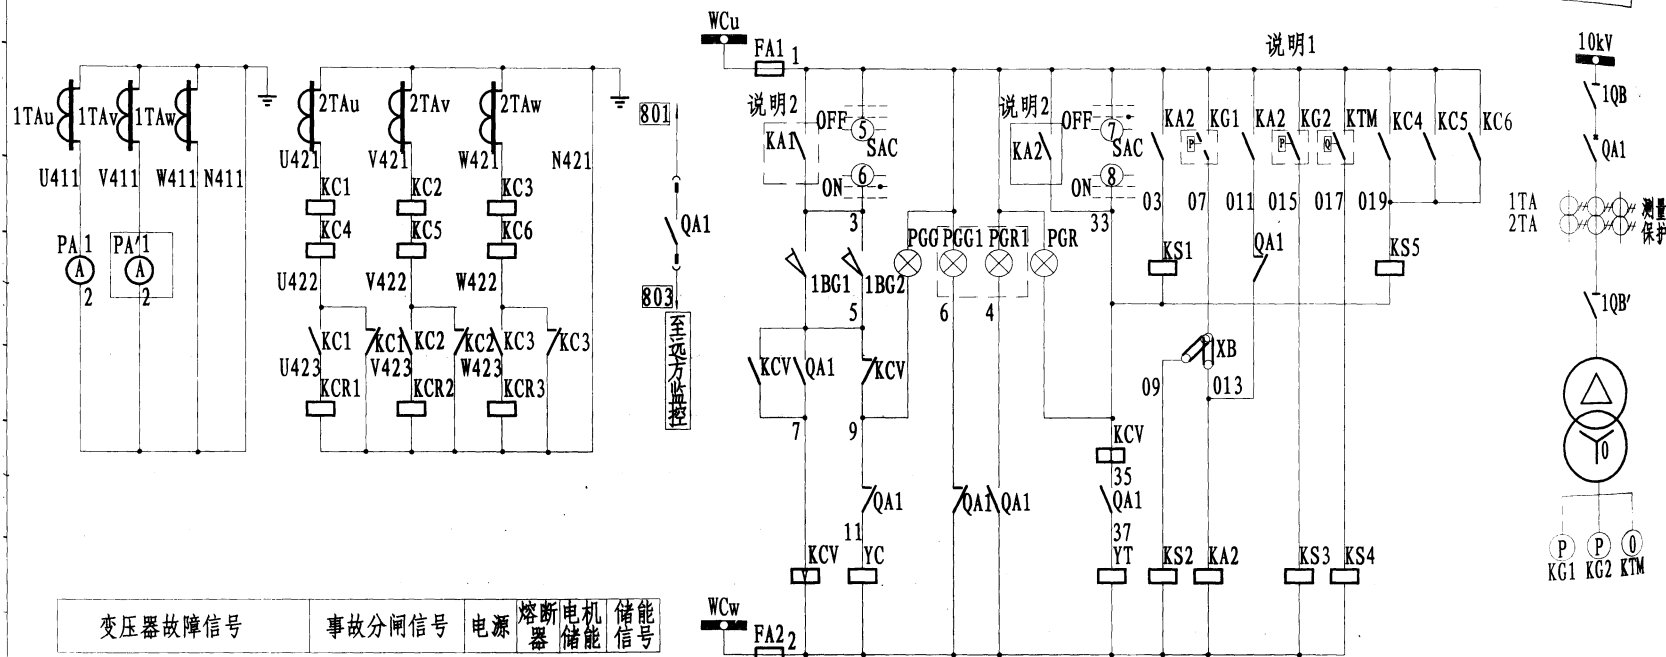 WCu
FA1 1
说明1
10kV
1TAu 1TAv 1TAw
2TAu 2TAv 2TAw
801
说明2 说明2
1QB
OFF 5 OFF 7
KA1 SAC KA2 SAC
KA2 KG1 KA2 KG2 KTM KC4 KC5 KC6
P P Q
QA1
U421 V421 W421 N421
U411 V411 W411 N411
KC1 KC2 KC3
ON 6 ON 8
03 07 011 015 017 019
1TA 测量
2TA 保护
KC4 KC5 KC6
QA1
3 33
PA1 PA'1
A A
2 2
PGG PGG1 PGR1 PGR
KS1 QA1 KS5
U422 V422 W422
1BG1 1BG2
803
5 6 4
1QB'
至远方监控
KC1 KC1 KC2 KC2 KC3 KC3
U423 V423 W423
KCV QA1 KCV
XB
09 013
KCR1 KCR2 KCR3
7 9
KCV
35
0
QA1 QA1 QA1 QA1
11 37
KCV YC YT KS2 KA2 KS3 KS4
P P Q
KG1 KG2 KTM
WCw
FA2 2
变压器故障信号 事故分闸信号 电源 熔断器 电机储能 储能信号